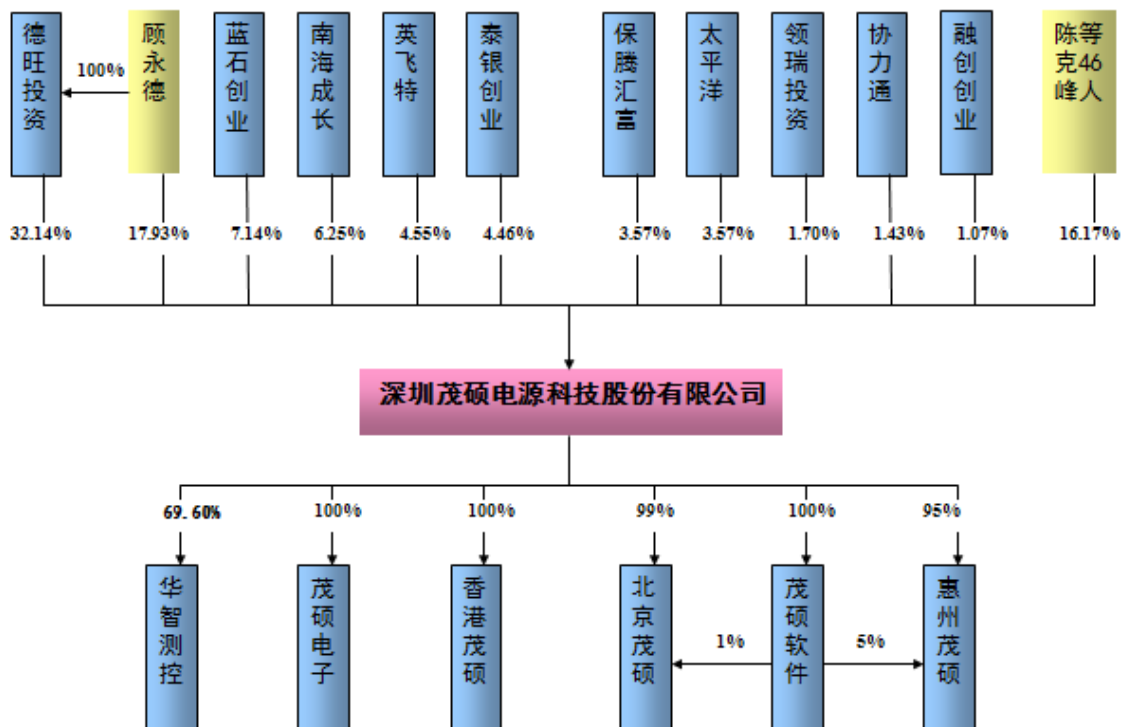 德旺投资
100%
顾永德
蓝石创业
南海成长
英飞特
泰银创业
保腾汇富
太平洋
领瑞投资
协力通
融创创业
陈克峰
等46人
32.14%
17.93%
7.14%
6.25%
4.55%
4.46%
3.57%
3.57%
1.70%
1.43%
1.07%
16.17%
深圳茂硕电源科技股份有限公司
69.60%
100%
100%
99%
100%
95%
华智测控
茂硕电子
香港茂硕
北京茂硕
1%
茂硕软件
5%
惠州茂硕